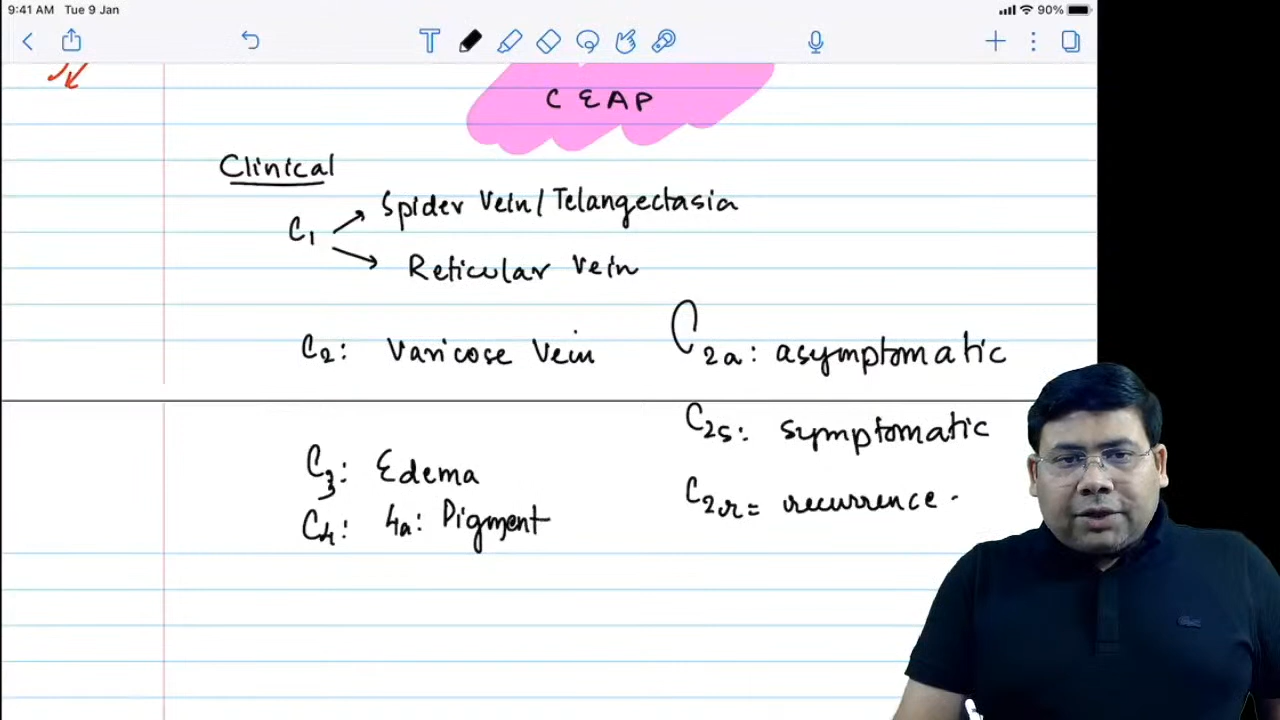 9:41 AM Tue 9 Jan
90%
CEAP
Clinical
C1 Spider Vein / Telangectasia
Reticular Vein
C2: Varicose Vein
C2a: asymptomatic
C2s: symptomatic
C3: Edema
C2r= recurrence
C4: 4a: Pigment